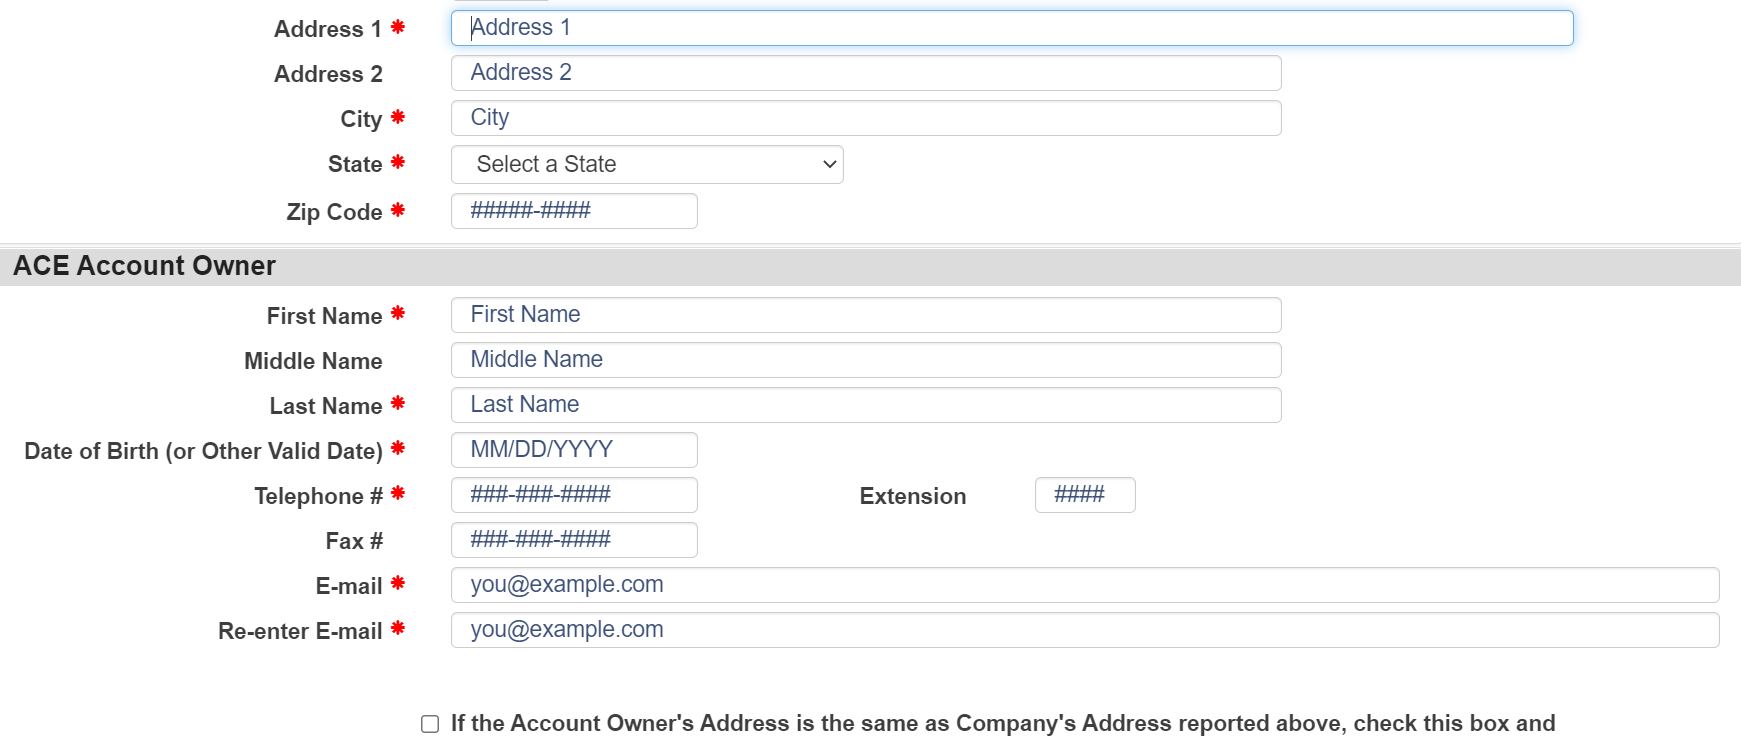 Address 1 * Address 1
Address 2 Address 2
City * City
State * Select a State
Zip Code * #####-####
ACE Account Owner
First Name * First Name
Middle Name Middle Name
Last Name * Last Name
Date of Birth (or Other Valid Date) * MM/DD/YYYY
Telephone # * ###-###-#### Extension ####
Fax # ###-###-####
E-mail * you@example.com
Re-enter E-mail * you@example.com
If the Account Owner's Address is the same as Company's Address reported above, check this box and